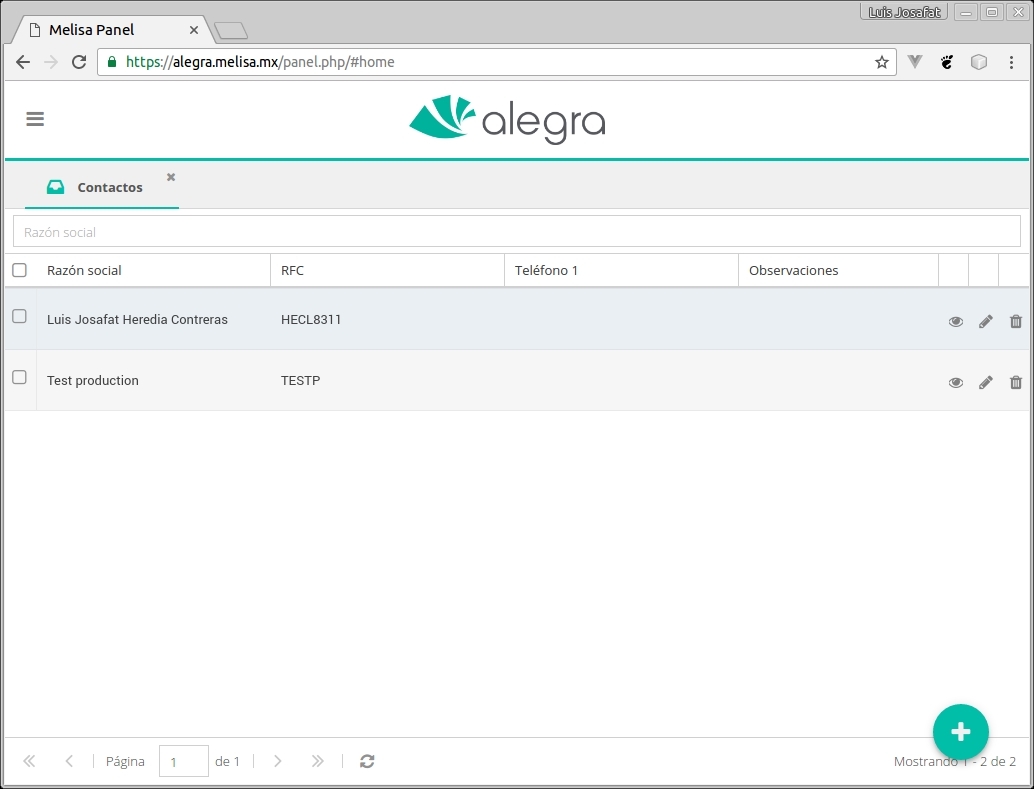 Luis Josafat
Melisa Panel
https://alegra.melisa.mx/panel.php/#home
alegra
Contactos
Razón social
Razón social RFC Teléfono 1 Observaciones
Luis Josafat Heredia Contreras HECL8311
Test production TESTP
Página 1 de 1
Mostrando 1 - 2 de 2